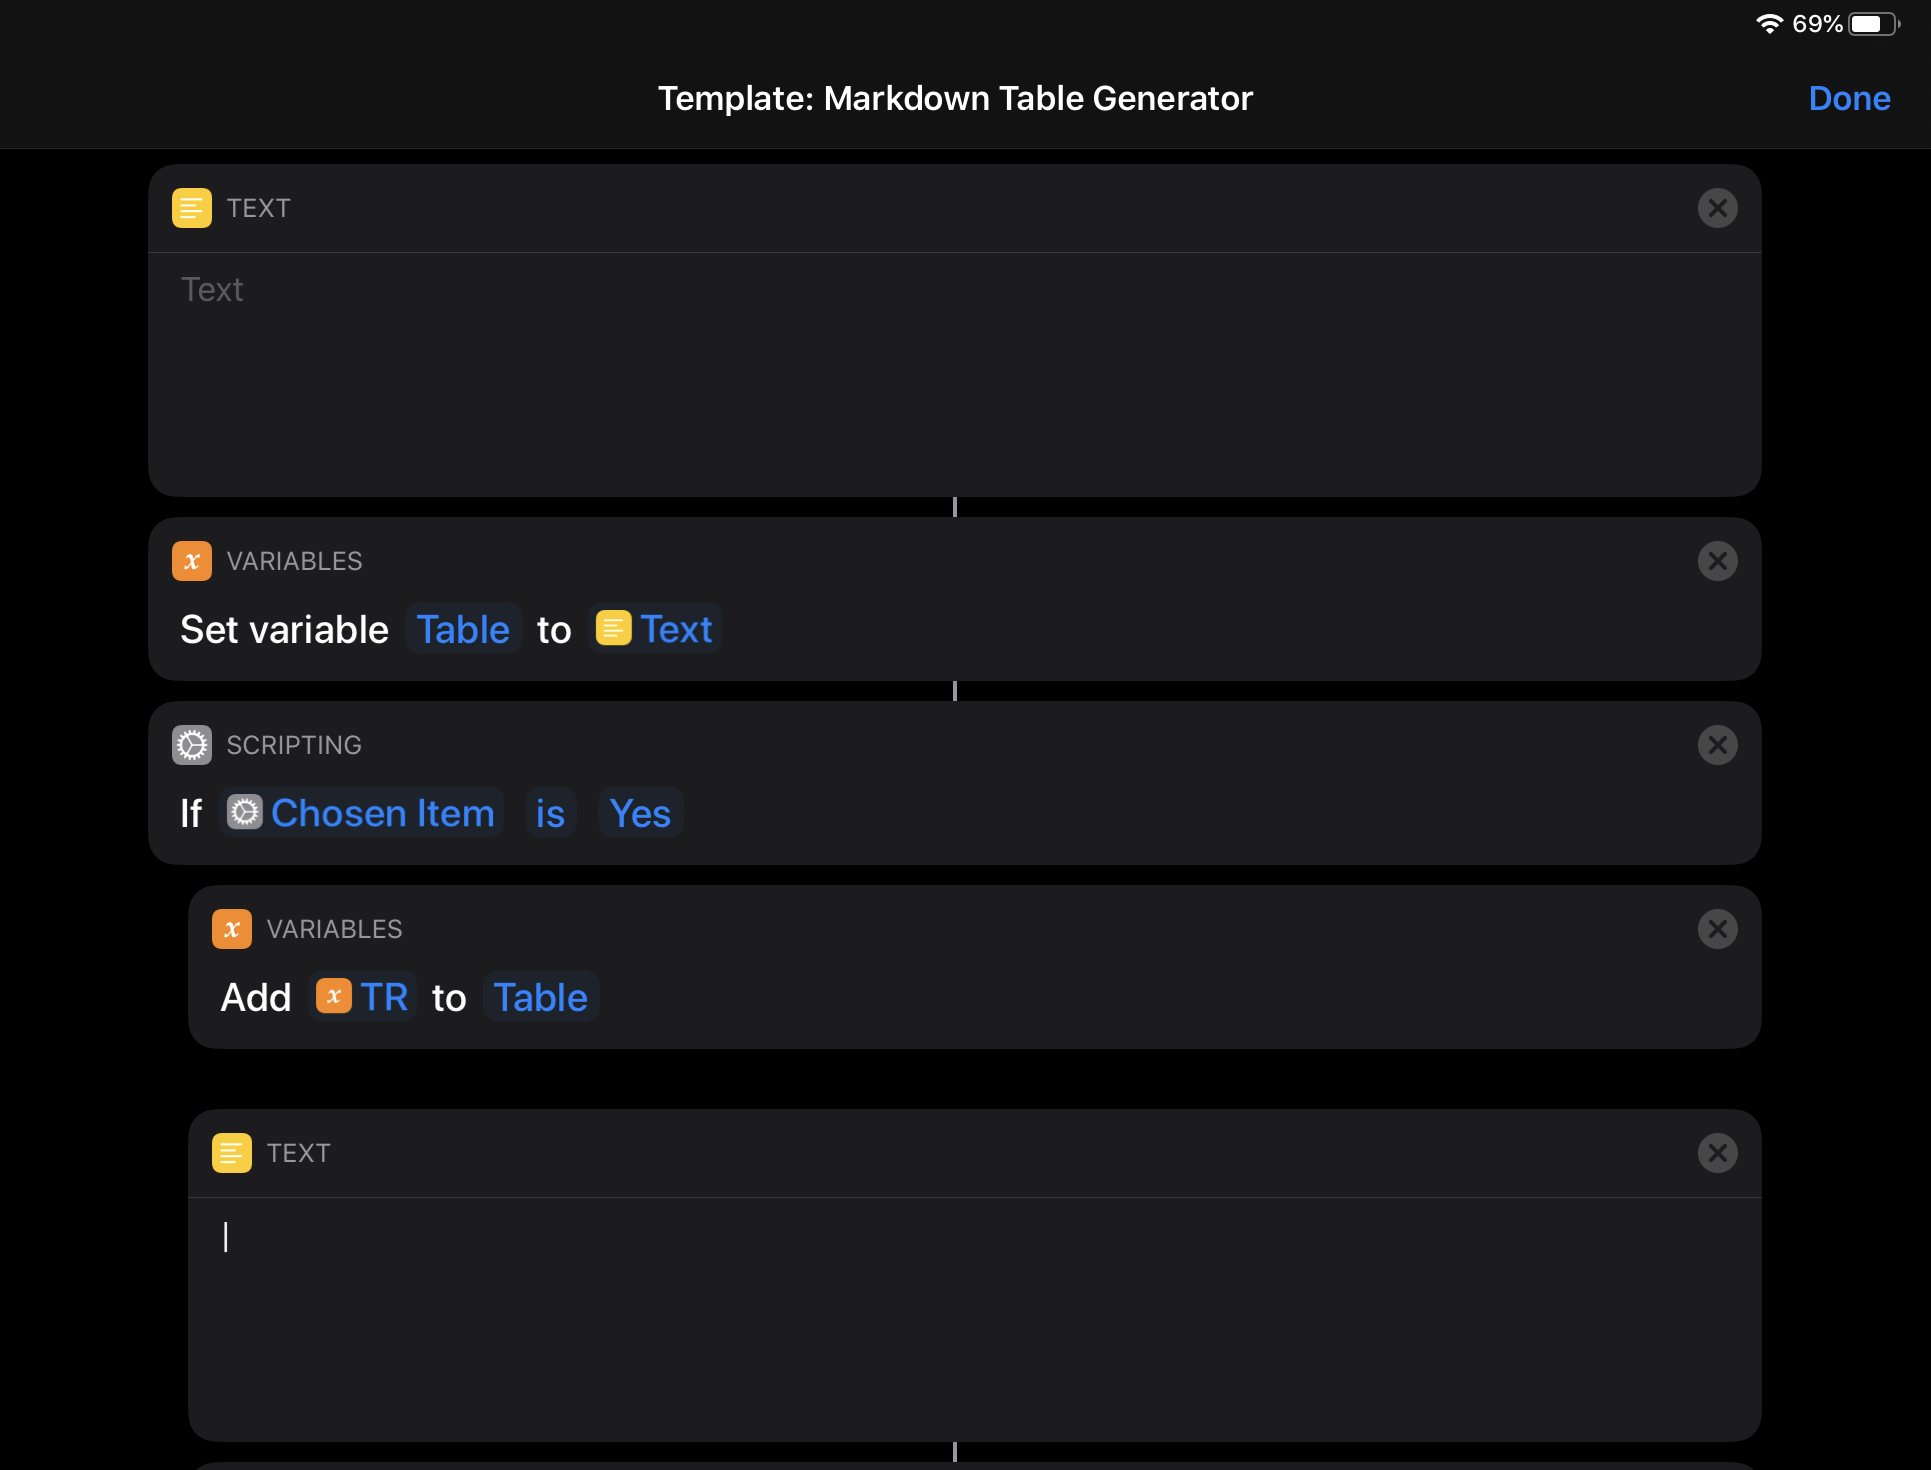 69%
Template: Markdown Table Generator
Done
TEXT
Text
VARIABLES
Set variable Table to Text
SCRIPTING
If Chosen Item is Yes
VARIABLES
Add x TR to Table
TEXT
|